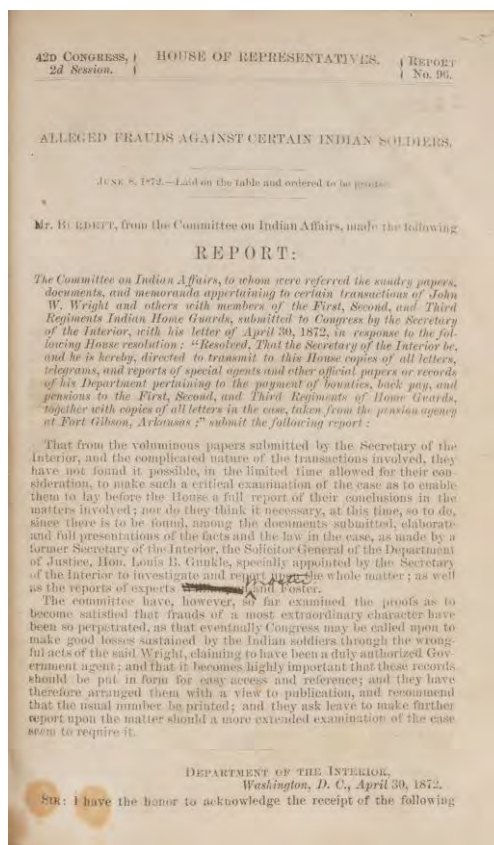 42D CONGRESS,
2d Session.
HOUSE OF REPRESENTATIVES.
REPORT
No. 96.
ALLEGED FRAUDS AGAINST CERTAIN INDIAN SOLDIERS.
JUNE 8, 1872.—Laid on the table and ordered to be printed.
Mr. BURDETT, from the Committee on Indian Affairs, made the following
REPORT:
The Committee on Indian Affairs, to whom were referred the sundry papers,
documents, and memoranda appertaining to certain transactions of John
W. Wright and others with members of the First, Second, and Third
Regiments Indian Home Guards, submitted to Congress by the Secretary
of the Interior, with his letter of April 30, 1872, in response to the fol-
lowing House resolution: "Resolved, That the Secretary of the Interior be,
and he is hereby, directed to transmit to this House copies of all letters,
telegrams, and reports of special agents and other official papers or records
of his Department pertaining to the payment of bounties, back pay, and
pensions to the First, Second, and Third Regiments of Home Guards,
together with copies of all letters in the case, taken from the pension agency
at Fort Gibson, Arkansas;" submit the following report:
That from the voluminous papers submitted by the Secretary of the
Interior, and the complicated nature of the transactions involved, they
have not found it possible, in the limited time allowed for their con-
sideration, to make such a critical examination of the case as to enable
them to lay before the House a full report of their conclusions in the
matters involved; nor do they think it necessary, at this time, so to do,
since there is to be found, among the documents submitted, elaborate
and full presentations of the facts and the law in the case, as made by a
former Secretary of the Interior, the Solicitor General of the Department
of Justice, Hon. Louis B. Gunkle, specially appointed by the Secretary
of the Interior to investigate and report upon the whole matter; as well
as the reports of experts and Foster.
The committee have, however, so far examined the proofs as to
become satisfied that frauds of a most extraordinary character have
been so perpetrated, as that eventually Congress may be called upon to
make good losses sustained by the Indian soldiers through the wrong-
ful acts of the said Wright, claiming to have been a duly authorized Gov-
ernment agent; and that it becomes highly important that these records
should be put in form for easy access and reference; and they have
therefore arranged them with a view to publication, and recommend
that the usual number be printed; and they ask leave to make further
report upon the matter should a more extended examination of the case
seem to require it.
DEPARTMENT OF THE INTERIOR,
Washington, D. C., April 30, 1872.
SIR: I have the honor to acknowledge the receipt of the following